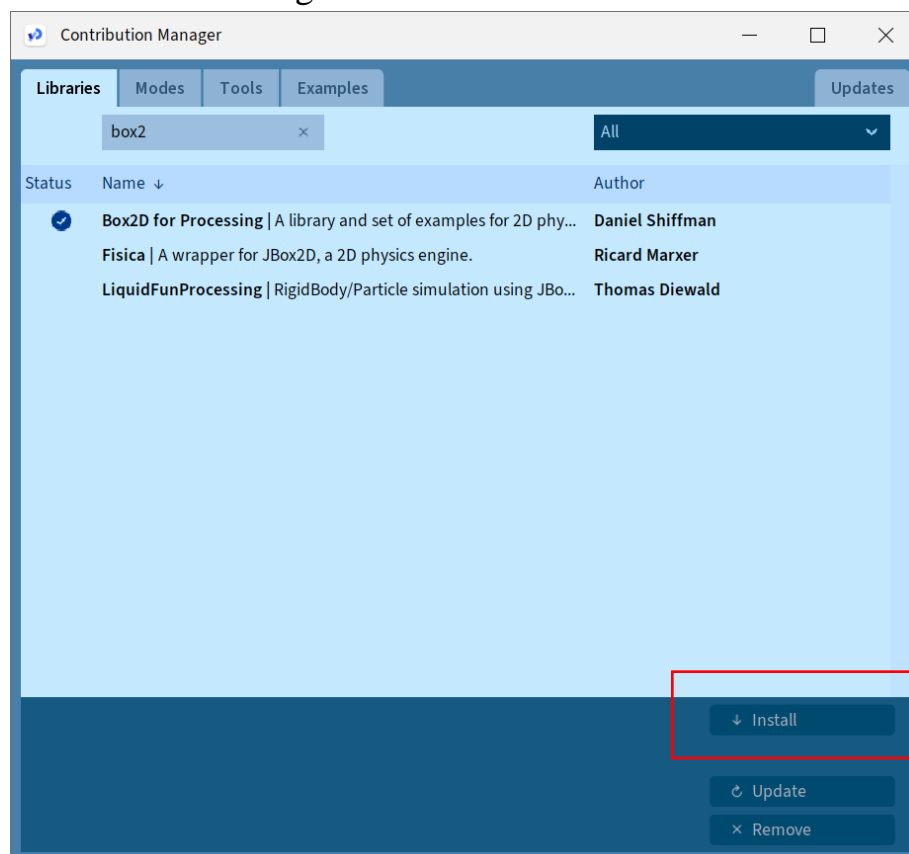 Contribution Manager
Libraries Modes Tools Examples Updates
box2 All
Status Name ↓ Author
Box2D for Processing | A library and set of examples for 2D phy... Daniel Shiffman
Fisica | A wrapper for JBox2D, a 2D physics engine. Ricard Marxer
LiquidFunProcessing | RigidBody/Particle simulation using JBo... Thomas Diewald
↓ Install
Update
× Remove